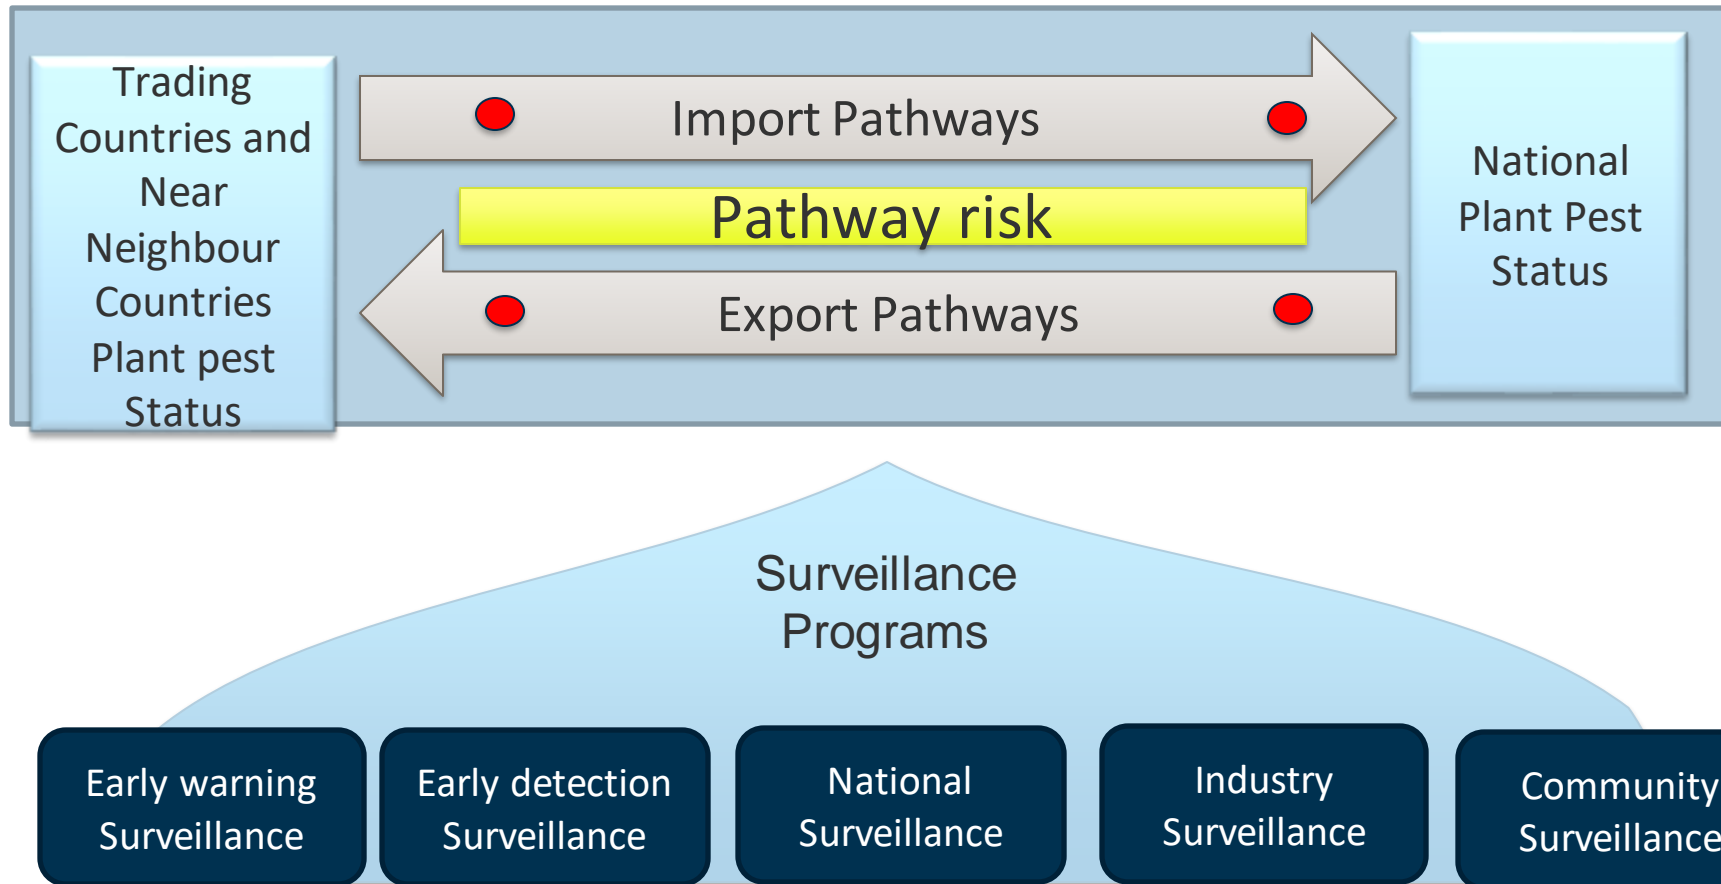 Trading
Countries and
Near
Neighbour
Countries
Plant pest
Status
Import Pathways
Pathway risk
Export Pathways
National
Plant Pest
Status
Surveillance
Programs
Early warning
Surveillance
Early detection
Surveillance
National
Surveillance
Industry
Surveillance
Community
Surveillance